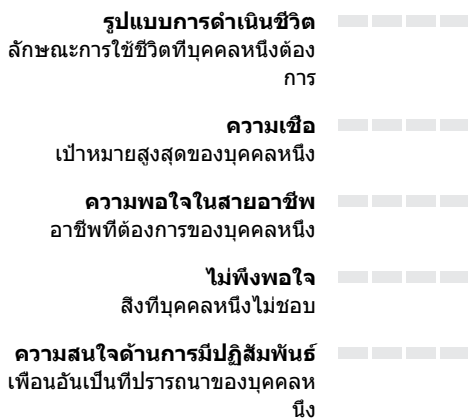 รูปแบบการดำเนินชีวิต
ลักษณะการใช้ชีวิตที่บุคคลหนึ่งต้อง
การ
ความเชื่อ
เป้าหมายสูงสุดของบุคคลหนึ่ง
ความพอใจในสายอาชีพ
อาชีพที่ต้องการของบุคคลหนึ่ง
ไม่พึงพอใจ
สิ่งที่บุคคลหนึ่งไม่ชอบ
ความสนใจด้านการมีปฏิสัมพันธ์
เพื่อนอันเป็นที่ปรารถนาของบุคคลห
นึ่ง